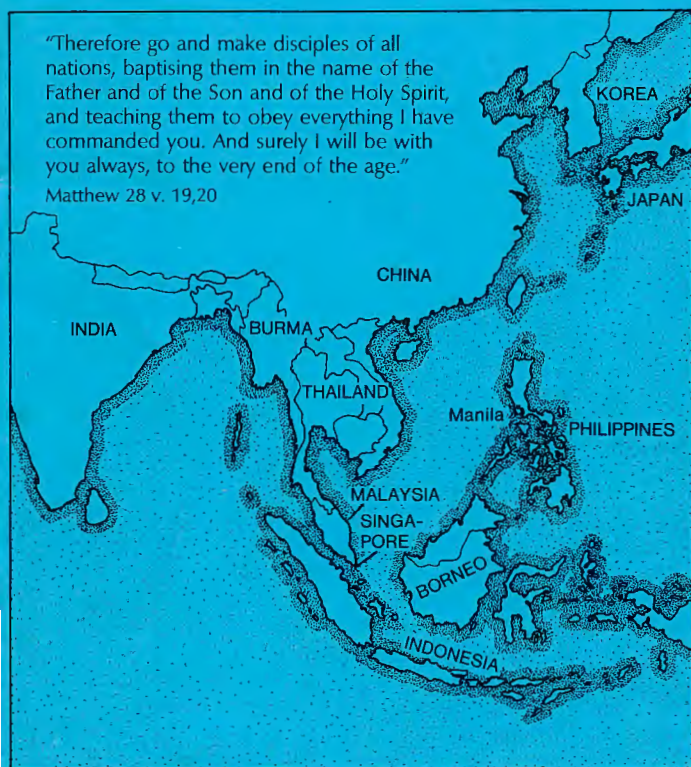 "Therefore go and make disciples of all
nations, baptising them in the name of the
Father and of the Son and of the Holy Spirit,
and teaching them to obey everything I have
commanded you. And surely I will be with
you always, to the very end of the age."
Matthew 28 v. 19,20
KOREA
JAPAN
CHINA
INDIA
BURMA
THAILAND
Manila
PHILIPPINES
MALAYSIA
SINGA-
PORE
BORNEO
INDONESIA